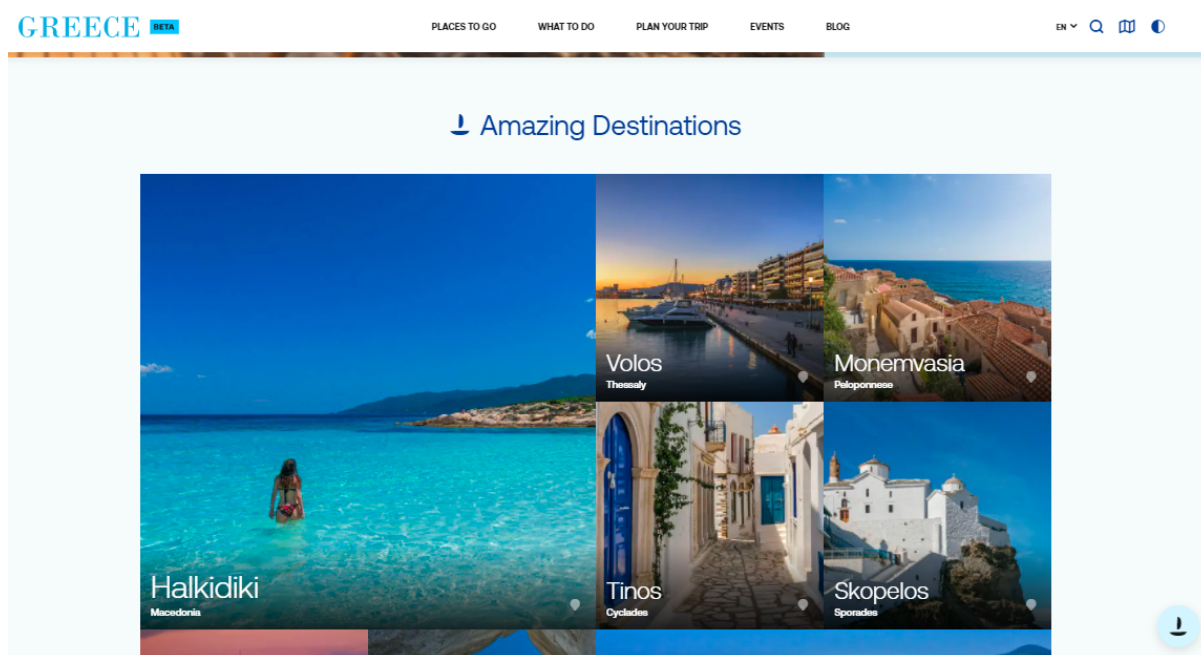 GREECE BETA
PLACES TO GO WHAT TO DO PLAN YOUR TRIP EVENTS BLOG
EN
Amazing Destinations
Volos
Thessaly
Monemvasia
Peloponnese
Halkidiki
Macedonia
Tinos
Cyclades
Skopelos
Sporades